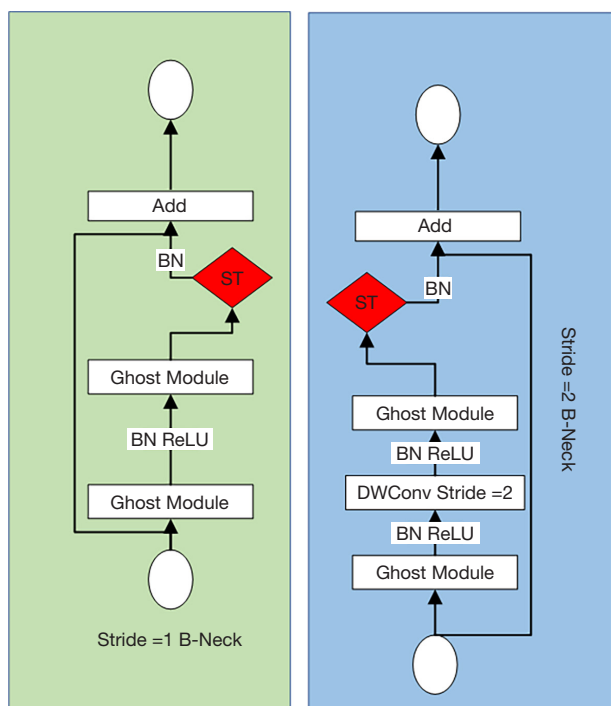 Add
BN
ST
Ghost Module
BN ReLU
Ghost Module
Stride =1 B-Neck
Add
BN
ST
Ghost Module
BN ReLU
DWConv Stride =2
BN ReLU
Ghost Module
Stride =2 B-Neck